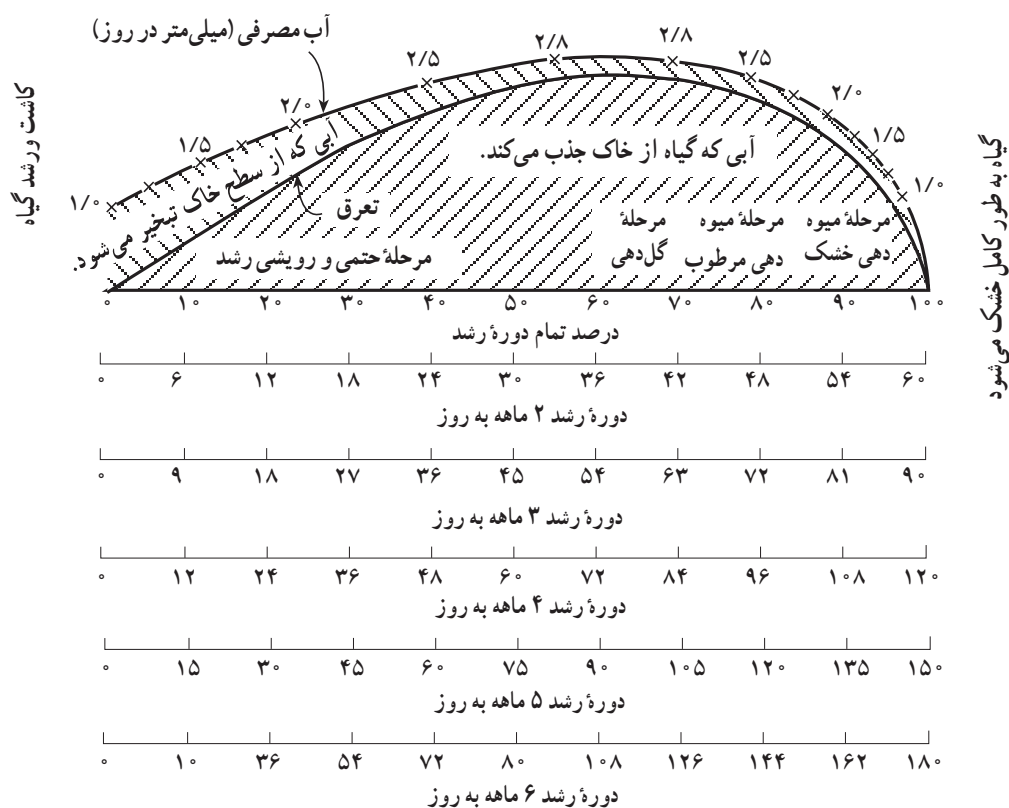 آب مصرفی (میلی‌متر در روز)
کاشت و رشد گیاه
گیاه به طور کامل خشک می‌شود
۱/۰
۱/۵
۲/۰
۲/۵
۲/۸
۲/۸
۲/۵
۲/۰
۱/۵
۱/۰
آبی که از سطح خاک تبخیر می‌شود.
آبی که گیاه از خاک جذب می‌کند.
تعرق
مرحلهٔ حتمی و رویشی رشد
مرحلهٔ
گل‌دهی
مرحلهٔ میوه
دهی مرطوب
مرحلهٔ میوه
دهی خشک
۰ ۱۰ ۲۰ ۳۰ ۴۰ ۵۰ ۶۰ ۷۰ ۸۰ ۹۰ ۱۰۰
درصد تمام دورهٔ رشد
۰ ۶ ۱۲ ۱۸ ۲۴ ۳۰ ۳۶ ۴۲ ۴۸ ۵۴ ۶۰
دورهٔ رشد ۲ ماهه به روز
۰ ۹ ۱۸ ۲۷ ۳۶ ۴۵ ۵۴ ۶۳ ۷۲ ۸۱ ۹۰
دورهٔ رشد ۳ ماهه به روز
۰ ۱۲ ۲۴ ۳۶ ۴۸ ۶۰ ۷۲ ۸۴ ۹۶ ۱۰۸ ۱۲۰
دورهٔ رشد ۴ ماهه به روز
۰ ۱۵ ۳۰ ۴۵ ۶۰ ۷۵ ۹۰ ۱۰۵ ۱۲۰ ۱۳۵ ۱۵۰
دورهٔ رشد ۵ ماهه به روز
۰ ۱۰ ۳۶ ۵۴ ۷۲ ۸۰ ۱۰۸ ۱۲۶ ۱۴۴ ۱۶۲ ۱۸۰
دورهٔ رشد ۶ ماهه به روز